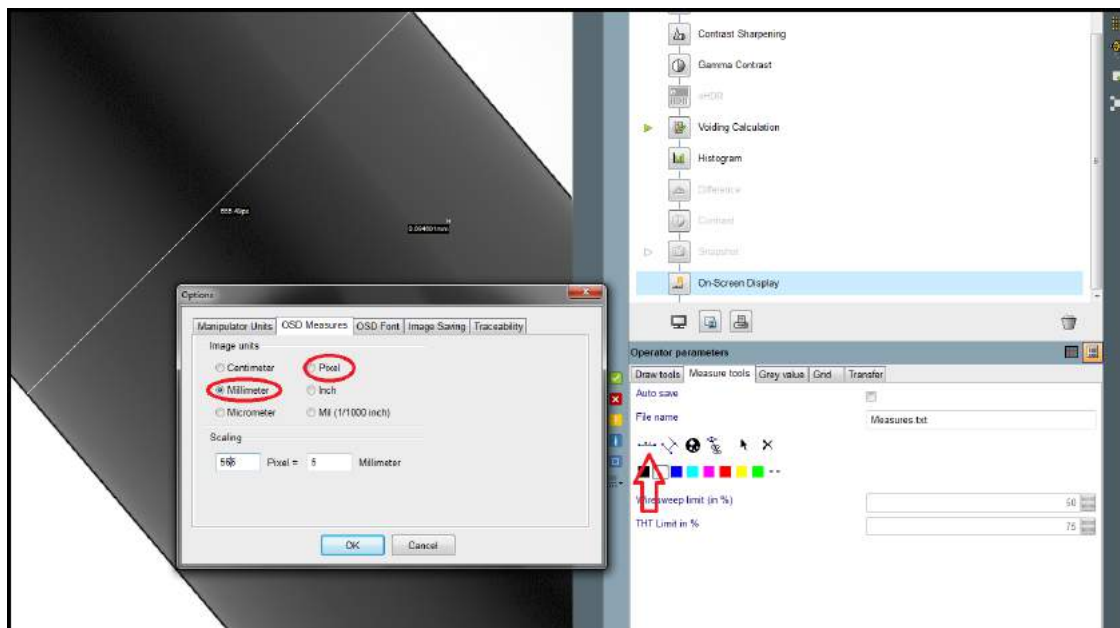 Contrast Sharpening
Gamma Contrast
xHDR
Voiding Calculation
Histogram
Difference
Contrast
Snapshot
On-Screen Display
Options
Manipulator Units
OSD Measures
OSD Font
Image Saving
Traceability
Image units
Centimeter
Pixel
Millimeter
Inch
Micrometer
Mil (1/1000 inch)
Scaling
Pixel =
Millimeter
OK
Cancel
Operator parameters
Draw tools
Measure tools
Grey value
Grid
Transfer
Auto save
File name
Measures.txt
Wiresweep limit (in %)
50
THT Limit in %
75